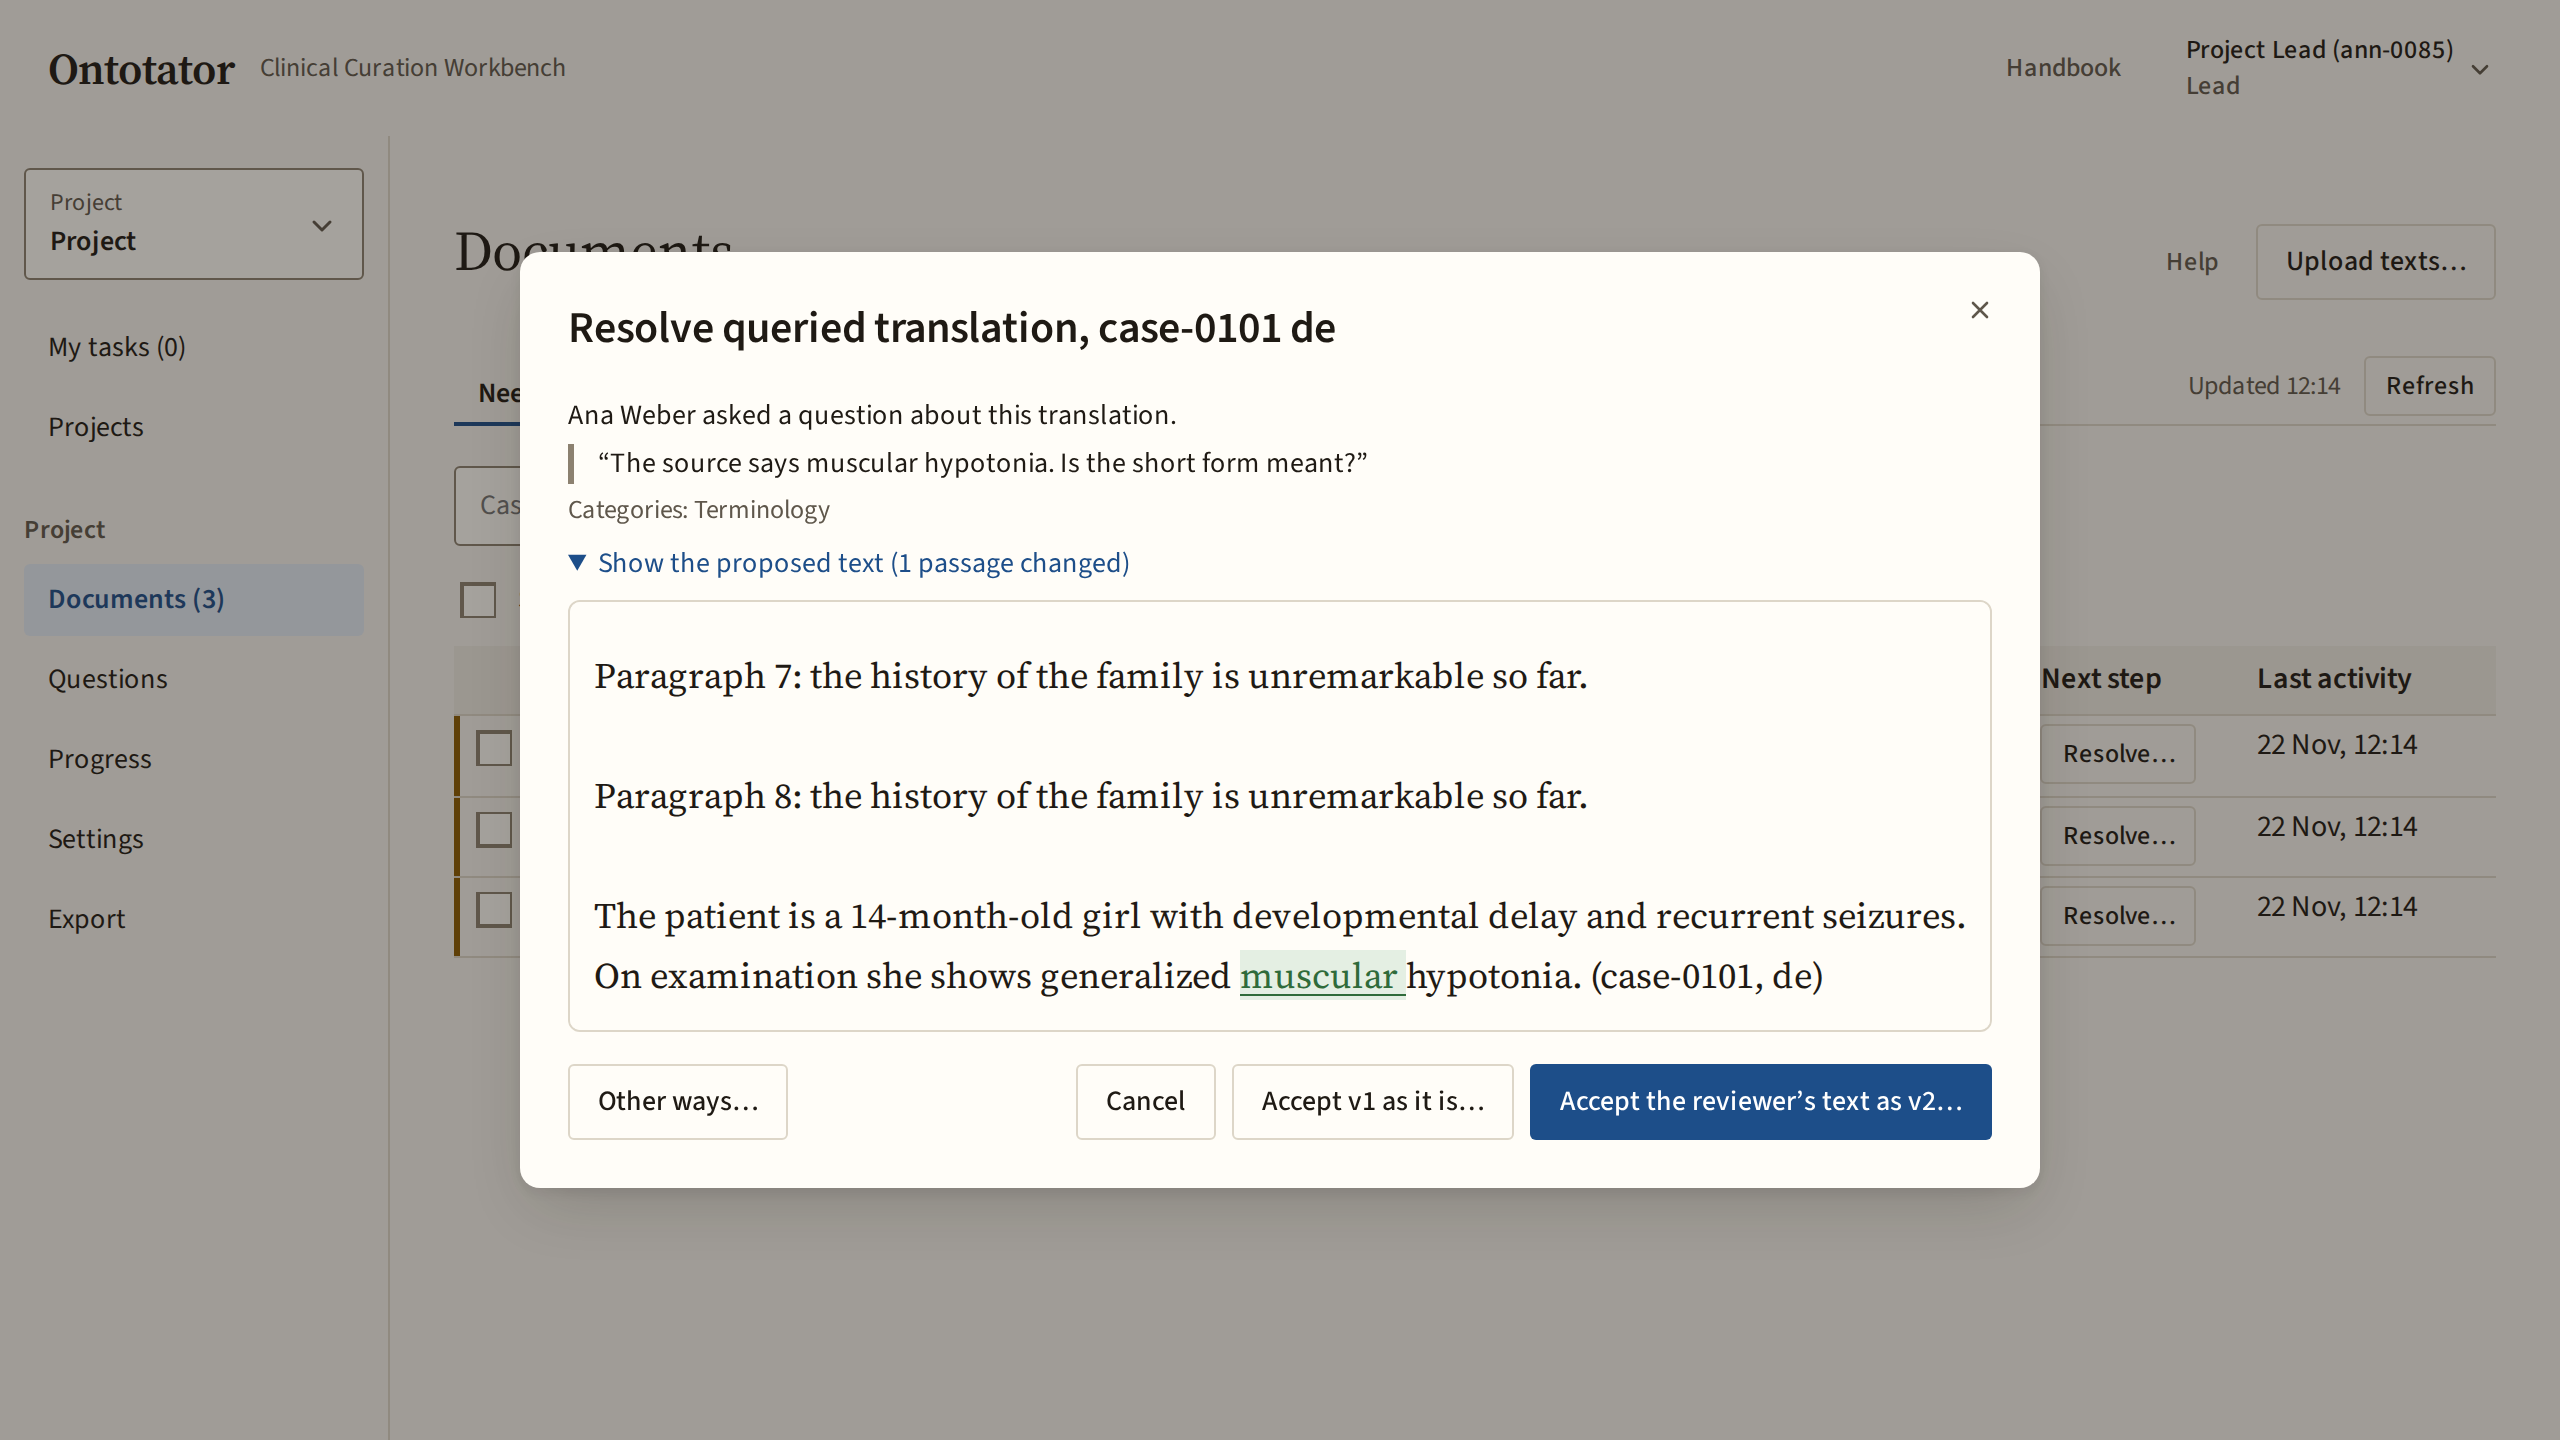 Ontotator Clinical Curation Workbench
Handbook
Project Lead (ann-0085)
Lead
Project
Project
My tasks (0)
Projects
Project
Documents (3)
Questions
Progress
Settings
Export
Documents
Help
Upload texts…
Updated 12:14
Refresh
Next step
Last activity
Resolve…
22 Nov, 12:14
Resolve…
22 Nov, 12:14
Resolve…
22 Nov, 12:14
Resolve queried translation, case-0101 de
Ana Weber asked a question about this translation.
“The source says muscular hypotonia. Is the short form meant?”
Categories: Terminology
Show the proposed text (1 passage changed)
Paragraph 7: the history of the family is unremarkable so far.
Paragraph 8: the history of the family is unremarkable so far.
The patient is a 14-month-old girl with developmental delay and recurrent seizures.
On examination she shows generalized muscular hypotonia. (case-0101, de)
Other ways…
Cancel
Accept v1 as it is…
Accept the reviewer’s text as v2…